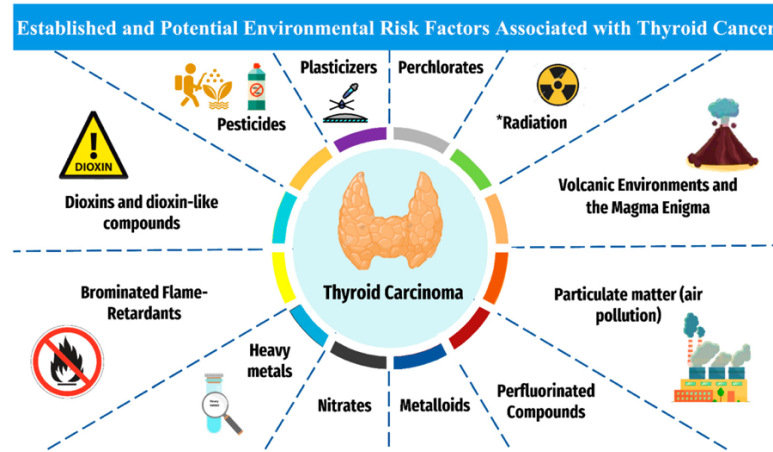 Established and Potential Environmental Risk Factors Associated with Thyroid Cancer
Plasticizers
Perchlorates
Pesticides
*Radiation
DIOXIN
Dioxins and dioxin-like
compounds
Volcanic Environments and
the Magma Enigma
Thyroid Carcinoma
Brominated Flame-
Retardants
Particulate matter (air
pollution)
Heavy
metals
Nitrates
Metalloids
Perfluorinated
Compounds